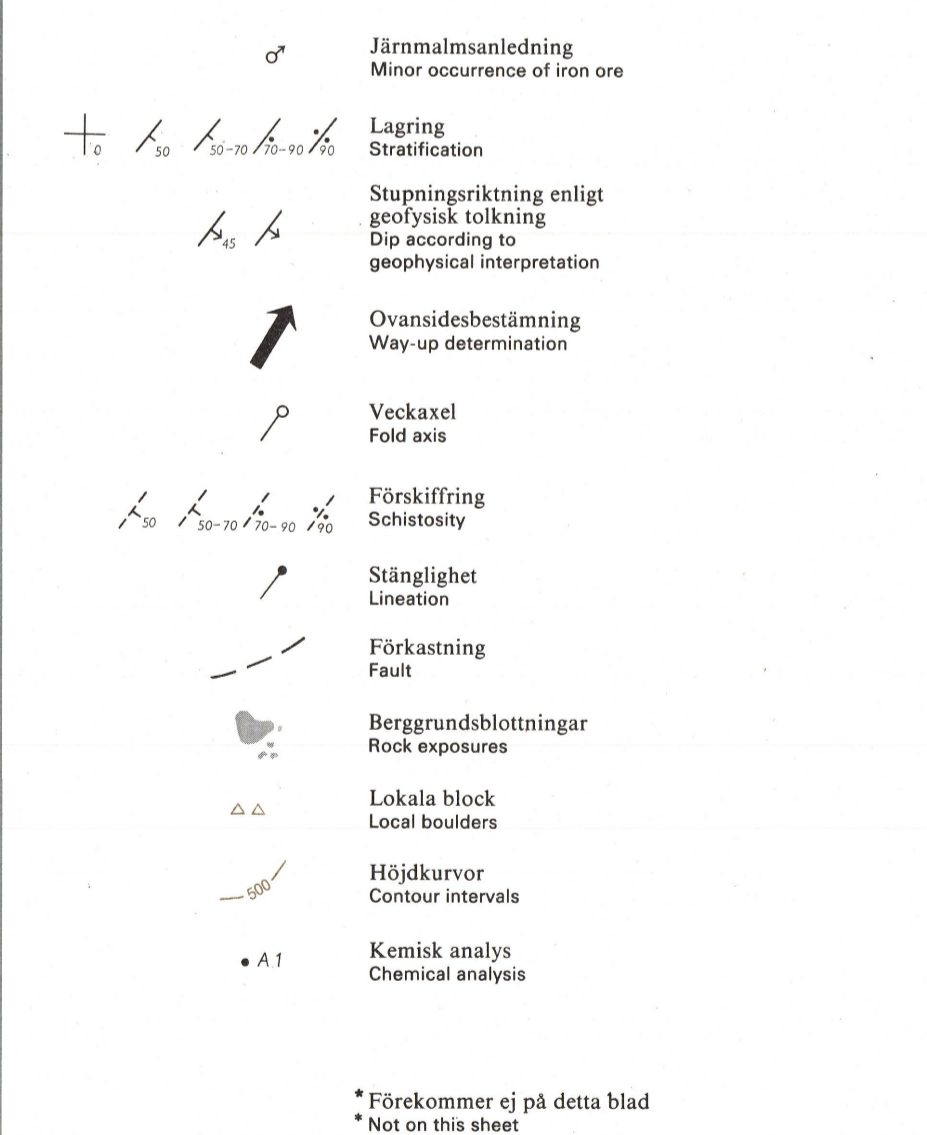 Järnmalmsanledning
Minor occurrence of iron ore
0 50 50-70 70-90 90
Lagring
Stratification
Stupningsriktning enligt
geofysisk tolkning
45
Dip according to
geophysical interpretation
Ovansidesbestämning
Way-up determination
Veckaxel
Fold axis
Förskiffring
50 50-70 70-90 90
Schistosity
Stänglighet
Lineation
Förkastning
Fault
Berggrundsblottningar
Rock exposures
Lokala block
Local boulders
Höjdkurvor
500
Contour intervals
A.1
Kemisk analys
Chemical analysis
* Förekommer ej på detta blad
* Not on this sheet